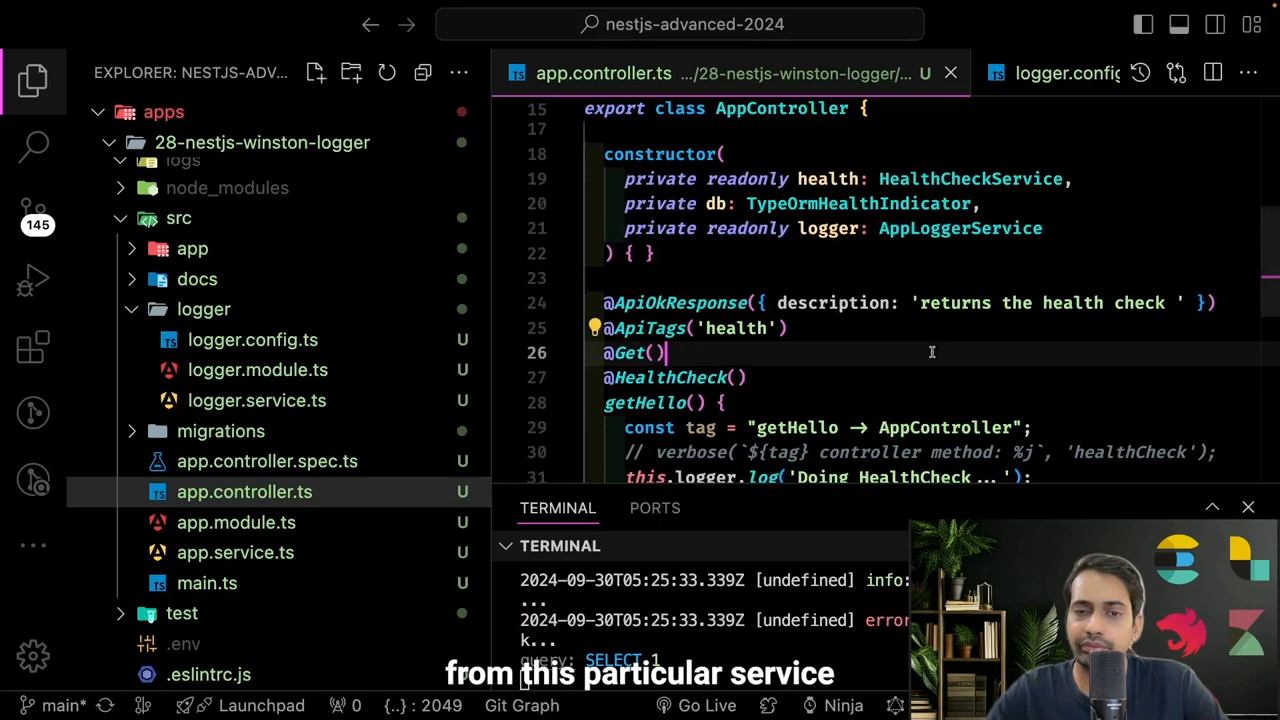 nestjs-advanced-2024
EXPLORER: NESTJS-ADV...
apps
28-nestjs-winston-logger
logs
node_modules
src
app
docs
logger
logger.config.ts U
logger.module.ts U
logger.service.ts U
migrations
app.controller.spec.ts U
app.controller.ts U
app.module.ts U
app.service.ts U
main.ts U
test
.env
.eslintrc.js U
145
TS app.controller.ts .../28-nestjs-winston-logger/... U
TS logger.config
15 export class AppController {
17
18 constructor(
19 private readonly health: HealthCheckService,
20 private db: TypeOrmHealthIndicator,
21 private readonly logger: AppLoggerService
22 ) { }
23
24 @ApiOkResponse({ description: 'returns the health check ' })
25 @ApiTags('health')
26 @Get()
27 @HealthCheck()
28 getHello() {
29 const tag = "getHello → AppController";
30 // verbose(`${tag} controller method: %j`, 'healthCheck');
31 this.logger.log('Doing HealthCheck...');
TERMINAL PORTS
TERMINAL
2024-09-30T05:25:33.339Z [undefined] info:
...
2024-09-30T05:25:33.339Z [undefined] error
k...
query: SELECT 1
from this particular service
main* Launchpad 0 {..} : 2049 Git Graph Go Live Ninja